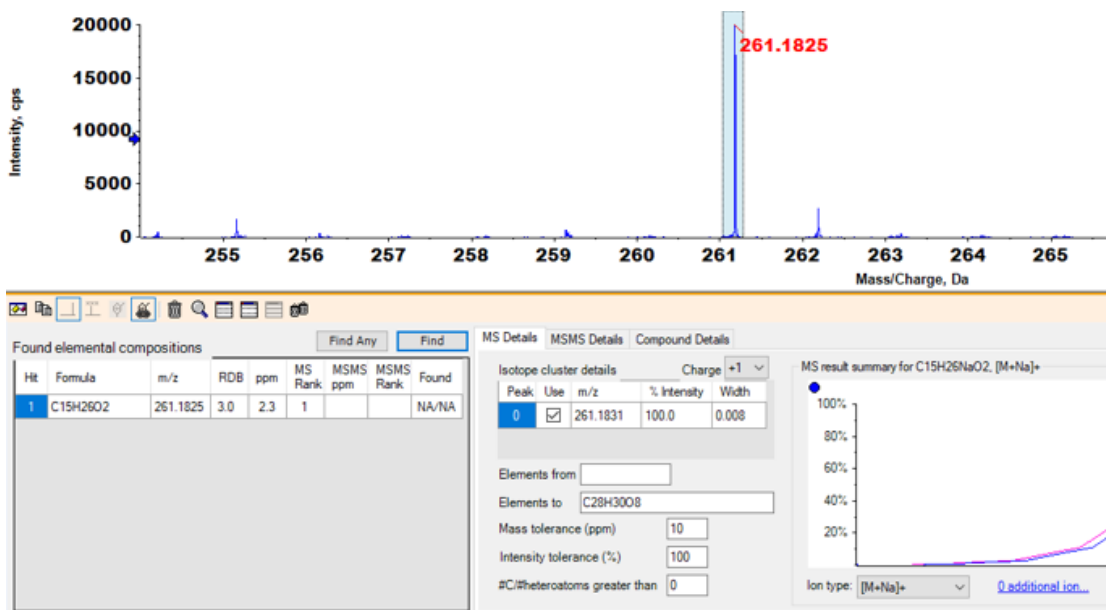 20000
261.1825
15000
10000
5000
0
Intensity, cps
255 256 257 258 259 260 261 262 263 264 265
Mass/Charge, Da
Found elemental compositions
Find Any
Find
Hit Formula m/z RDB ppm MS Rank MSMS ppm MSMS Rank Found
1 C15H26O2 261.1825 3.0 2.3 1 NA/NA
MS Details MSMS Details Compound Details
Isotope cluster details
Charge +1
Peak Use m/z % Intensity Width
0 261.1831 100.0 0.008
Elements from
Elements to C28H30O8
Mass tolerance (ppm) 10
Intensity tolerance (%) 100
#C/#heteroatoms greater than 0
MS result summary for C15H26NaO2, [M+Na]+
100%
80%
60%
40%
20%
Ion type: [M+Na]+
0 additional ion...